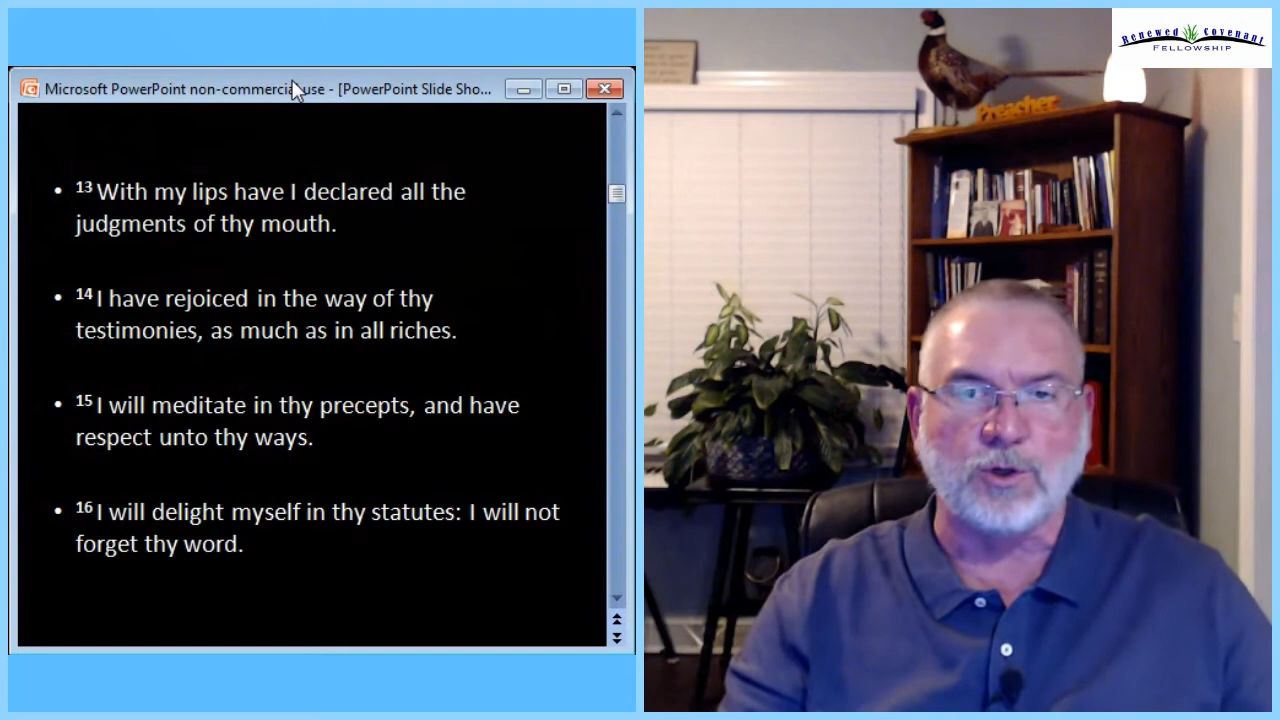 Microsoft PowerPoint non-commercial use - [PowerPoint Slide Sho...
• 13 With my lips have I declared all the
judgments of thy mouth.
• 14 I have rejoiced in the way of thy
testimonies, as much as in all riches.
• 15 I will meditate in thy precepts, and have
respect unto thy ways.
• 16 I will delight myself in thy statutes: I will not
forget thy word.
Renewed Covenant
FELLOWSHIP
Preacher